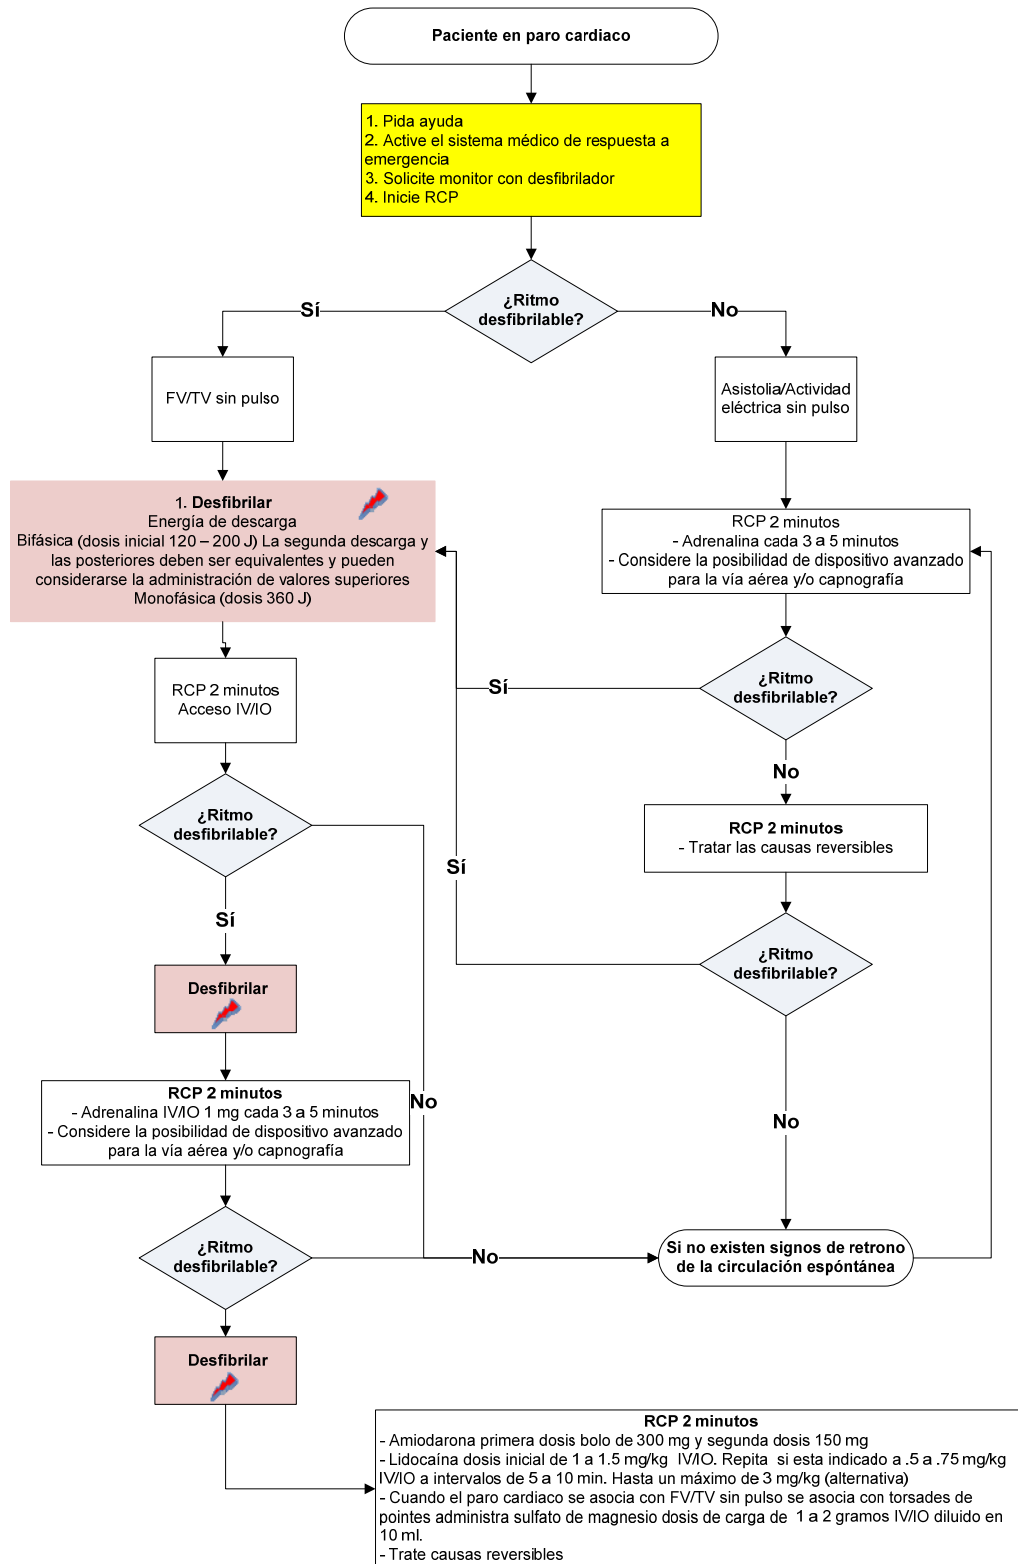 Paciente en paro cardiaco
1. Pida ayuda
2. Active el sistema médico de respuesta a
emergencia
3. Solicite monitor con desfibrilador
4. Inicie RCP
¿Ritmo
desfibrilable?
Sí
No
FV/TV sin pulso
Asistolia/Actividad
eléctrica sin pulso
1. Desfibrilar
Energía de descarga
Bifásica (dosis inicial 120 – 200 J) La segunda descarga y
las posteriores deben ser equivalentes y pueden
considerarse la administración de valores superiores
Monofásica (dosis 360 J)
RCP 2 minutos
- Adrenalina cada 3 a 5 minutos
- Considere la posibilidad de dispositivo avanzado
para la vía aérea y/o capnografía
RCP 2 minutos
Acceso IV/IO
¿Ritmo
desfibrilable?
Sí
No
¿Ritmo
desfibrilable?
RCP 2 minutos
- Tratar las causas reversibles
Sí
Sí
¿Ritmo
desfibrilable?
Desfibrilar
RCP 2 minutos
- Adrenalina IV/IO 1 mg cada 3 a 5 minutos
- Considere la posibilidad de dispositivo avanzado
para la vía aérea y/o capnografía
No
No
¿Ritmo
desfibrilable?
No
Si no existen signos de retrono
de la circulación espóntánea
Desfibrilar
RCP 2 minutos
- Amiodarona primera dosis bolo de 300 mg y segunda dosis 150 mg
- Lidocaína dosis inicial de 1 a 1.5 mg/kg IV/IO. Repita si esta indicado a .5 a .75 mg/kg
IV/IO a intervalos de 5 a 10 min. Hasta un máximo de 3 mg/kg (alternativa)
- Cuando el paro cardiaco se asocia con FV/TV sin pulso se asocia con torsades de
pointes administra sulfato de magnesio dosis de carga de 1 a 2 gramos IV/IO diluido en
10 ml.
- Trate causas reversibles